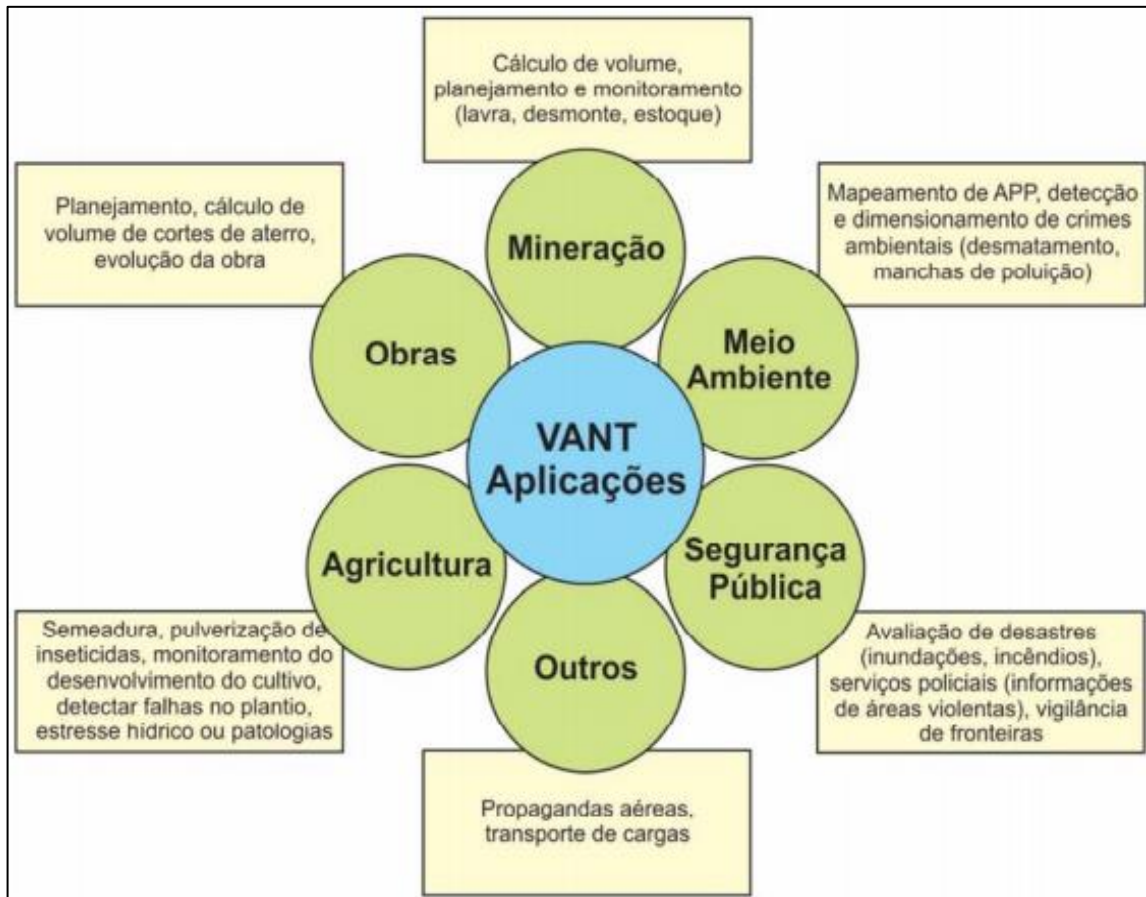 Cálculo de volume,
planejamento e monitoramento
(lavra, desmonte, estoque)
Mineração
Planejamento, cálculo de
volume de cortes de aterro,
evolução da obra
Obras
Mapeamento de APP, detecção
e dimensionamento de crimes
ambientais (desmatamento,
manchas de poluição)
Meio
Ambiente
VANT
Aplicações
Agricultura
Semeadura, pulverização de
inseticidas, monitoramento do
desenvolvimento do cultivo,
detectar falhas no plantio,
estresse hídrico ou patologias
Segurança
Pública
Avaliação de desastres
(inundações, incêndios),
serviços policiais (informações
de áreas violentas), vigilância
de fronteiras
Outros
Propagandas aéreas,
transporte de cargas